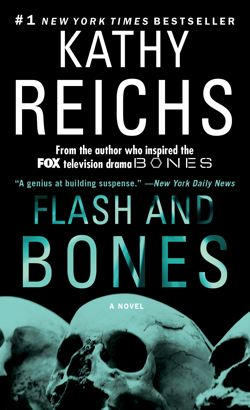 #1 NEW YORK TIMES BESTSELLER
KATHY
REICHS
From the author who inspired the
FOX television drama BONES
"A genius at building suspense." —New York Daily News
FLASH AND
BONES
A NOVEL